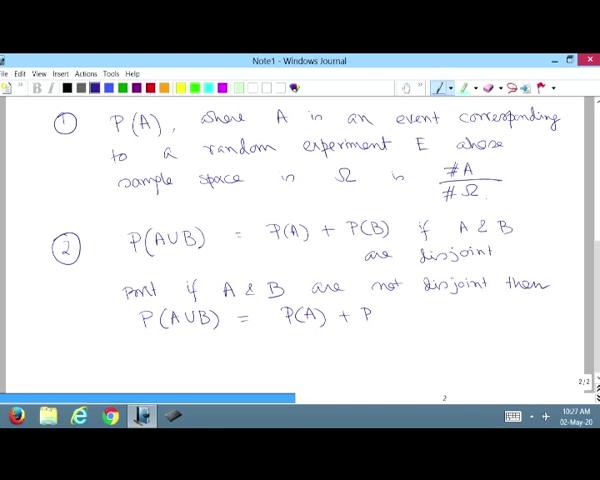 Note1 - Windows Journal
File Edit View Insert Actions Tools Help
① P(A), where A is an event corresponding
to a random experiment E whose
sample space is Ω is #A / #Ω.
② P(A∪B) = P(A) + P(B) if A & B
are disjoint
if A & B are not disjoint then
P(A∪B) = P(A) + P
2/2
2
10:27 AM
02-May-20